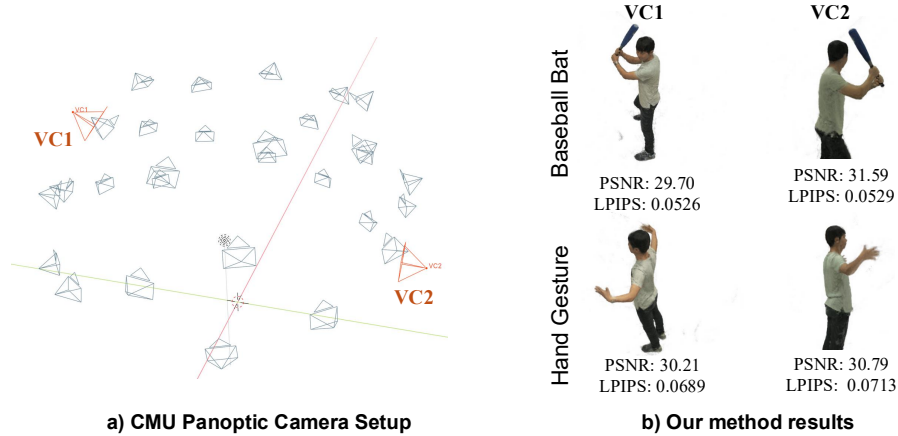 VC1
VC1
VC2
VC2
a) CMU Panoptic Camera Setup
VC1
VC2
Baseball Bat
PSNR: 29.70
LPIPS: 0.0526
PSNR: 31.59
LPIPS: 0.0529
Hand Gesture
PSNR: 30.21
LPIPS: 0.0689
PSNR: 30.79
LPIPS:  0.0713
b) Our method results